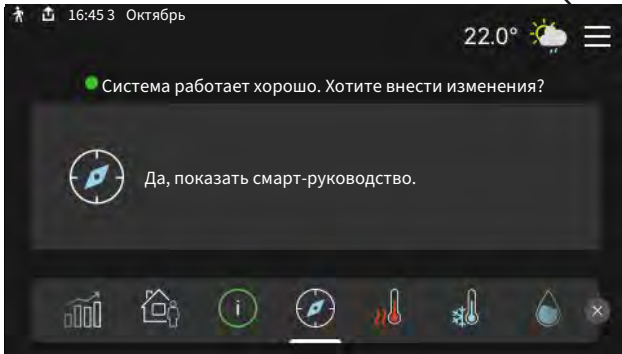 16:45 3 Октябрь
22.0°
Система работает хорошо. Хотите внести изменения?
Да, показать смарт-руководство.
i